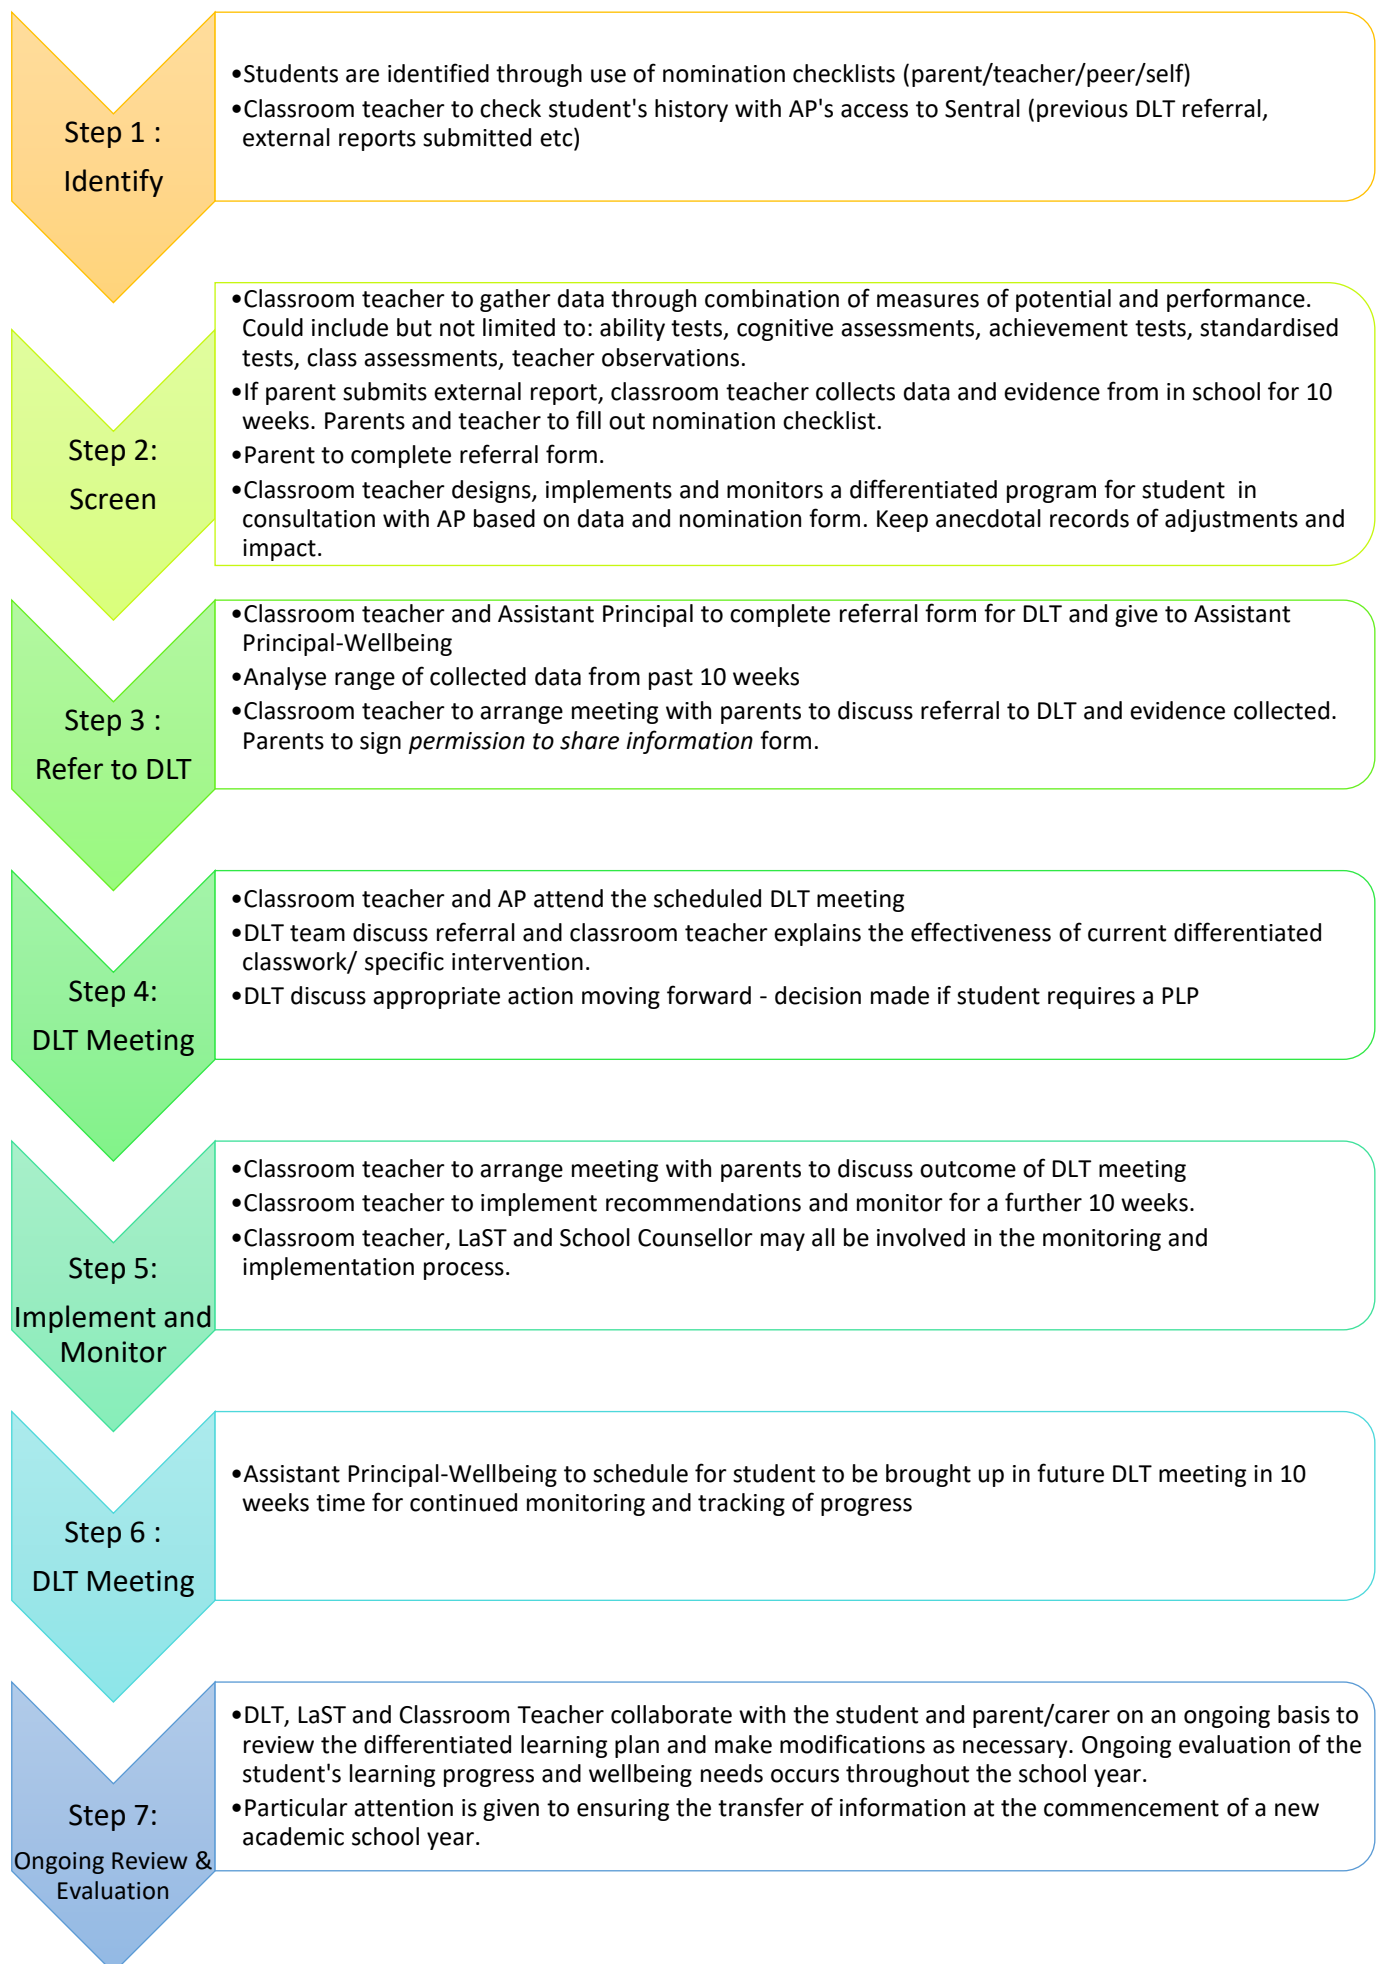 Step 1 :
Identify
•Students are identified through use of nomination checklists (parent/teacher/peer/self)
•Classroom teacher to check student's history with AP's access to Sentral (previous DLT referral,
external reports submitted etc)
Step 2:
Screen
•Classroom teacher to gather data through combination of measures of potential and performance.
Could include but not limited to: ability tests, cognitive assessments, achievement tests, standardised
tests, class assessments, teacher observations.
•If parent submits external report, classroom teacher collects data and evidence from in school for 10
weeks. Parents and teacher to fill out nomination checklist.
•Parent to complete referral form.
•Classroom teacher designs, implements and monitors a differentiated program for student  in
consultation with AP based on data and nomination form. Keep anecdotal records of adjustments and
impact.
Step 3 :
Refer to DLT
•Classroom teacher and Assistant Principal to complete referral form for DLT and give to Assistant
Principal-Wellbeing
•Analyse range of collected data from past 10 weeks
•Classroom teacher to arrange meeting with parents to discuss referral to DLT and evidence collected.
Parents to sign permission to share information form.
Step 4:
DLT Meeting
•Classroom teacher and AP attend the scheduled DLT meeting
•DLT team discuss referral and classroom teacher explains the effectiveness of current differentiated
classwork/ specific intervention.
•DLT discuss appropriate action moving forward - decision made if student requires a PLP
Step 5:
Implement and
Monitor
•Classroom teacher to arrange meeting with parents to discuss outcome of DLT meeting
•Classroom teacher to implement recommendations and monitor for a further 10 weeks.
•Classroom teacher, LaST and School Counsellor may all be involved in the monitoring and
implementation process.
Step 6 :
DLT Meeting
•Assistant Principal-Wellbeing to schedule for student to be brought up in future DLT meeting in 10
weeks time for continued monitoring and tracking of progress
Step 7:
Ongoing Review &
Evaluation
•DLT, LaST and Classroom Teacher collaborate with the student and parent/carer on an ongoing basis to
review the differentiated learning plan and make modifications as necessary. Ongoing evaluation of the
student's learning progress and wellbeing needs occurs throughout the school year.
•Particular attention is given to ensuring the transfer of information at the commencement of a new
academic school year.